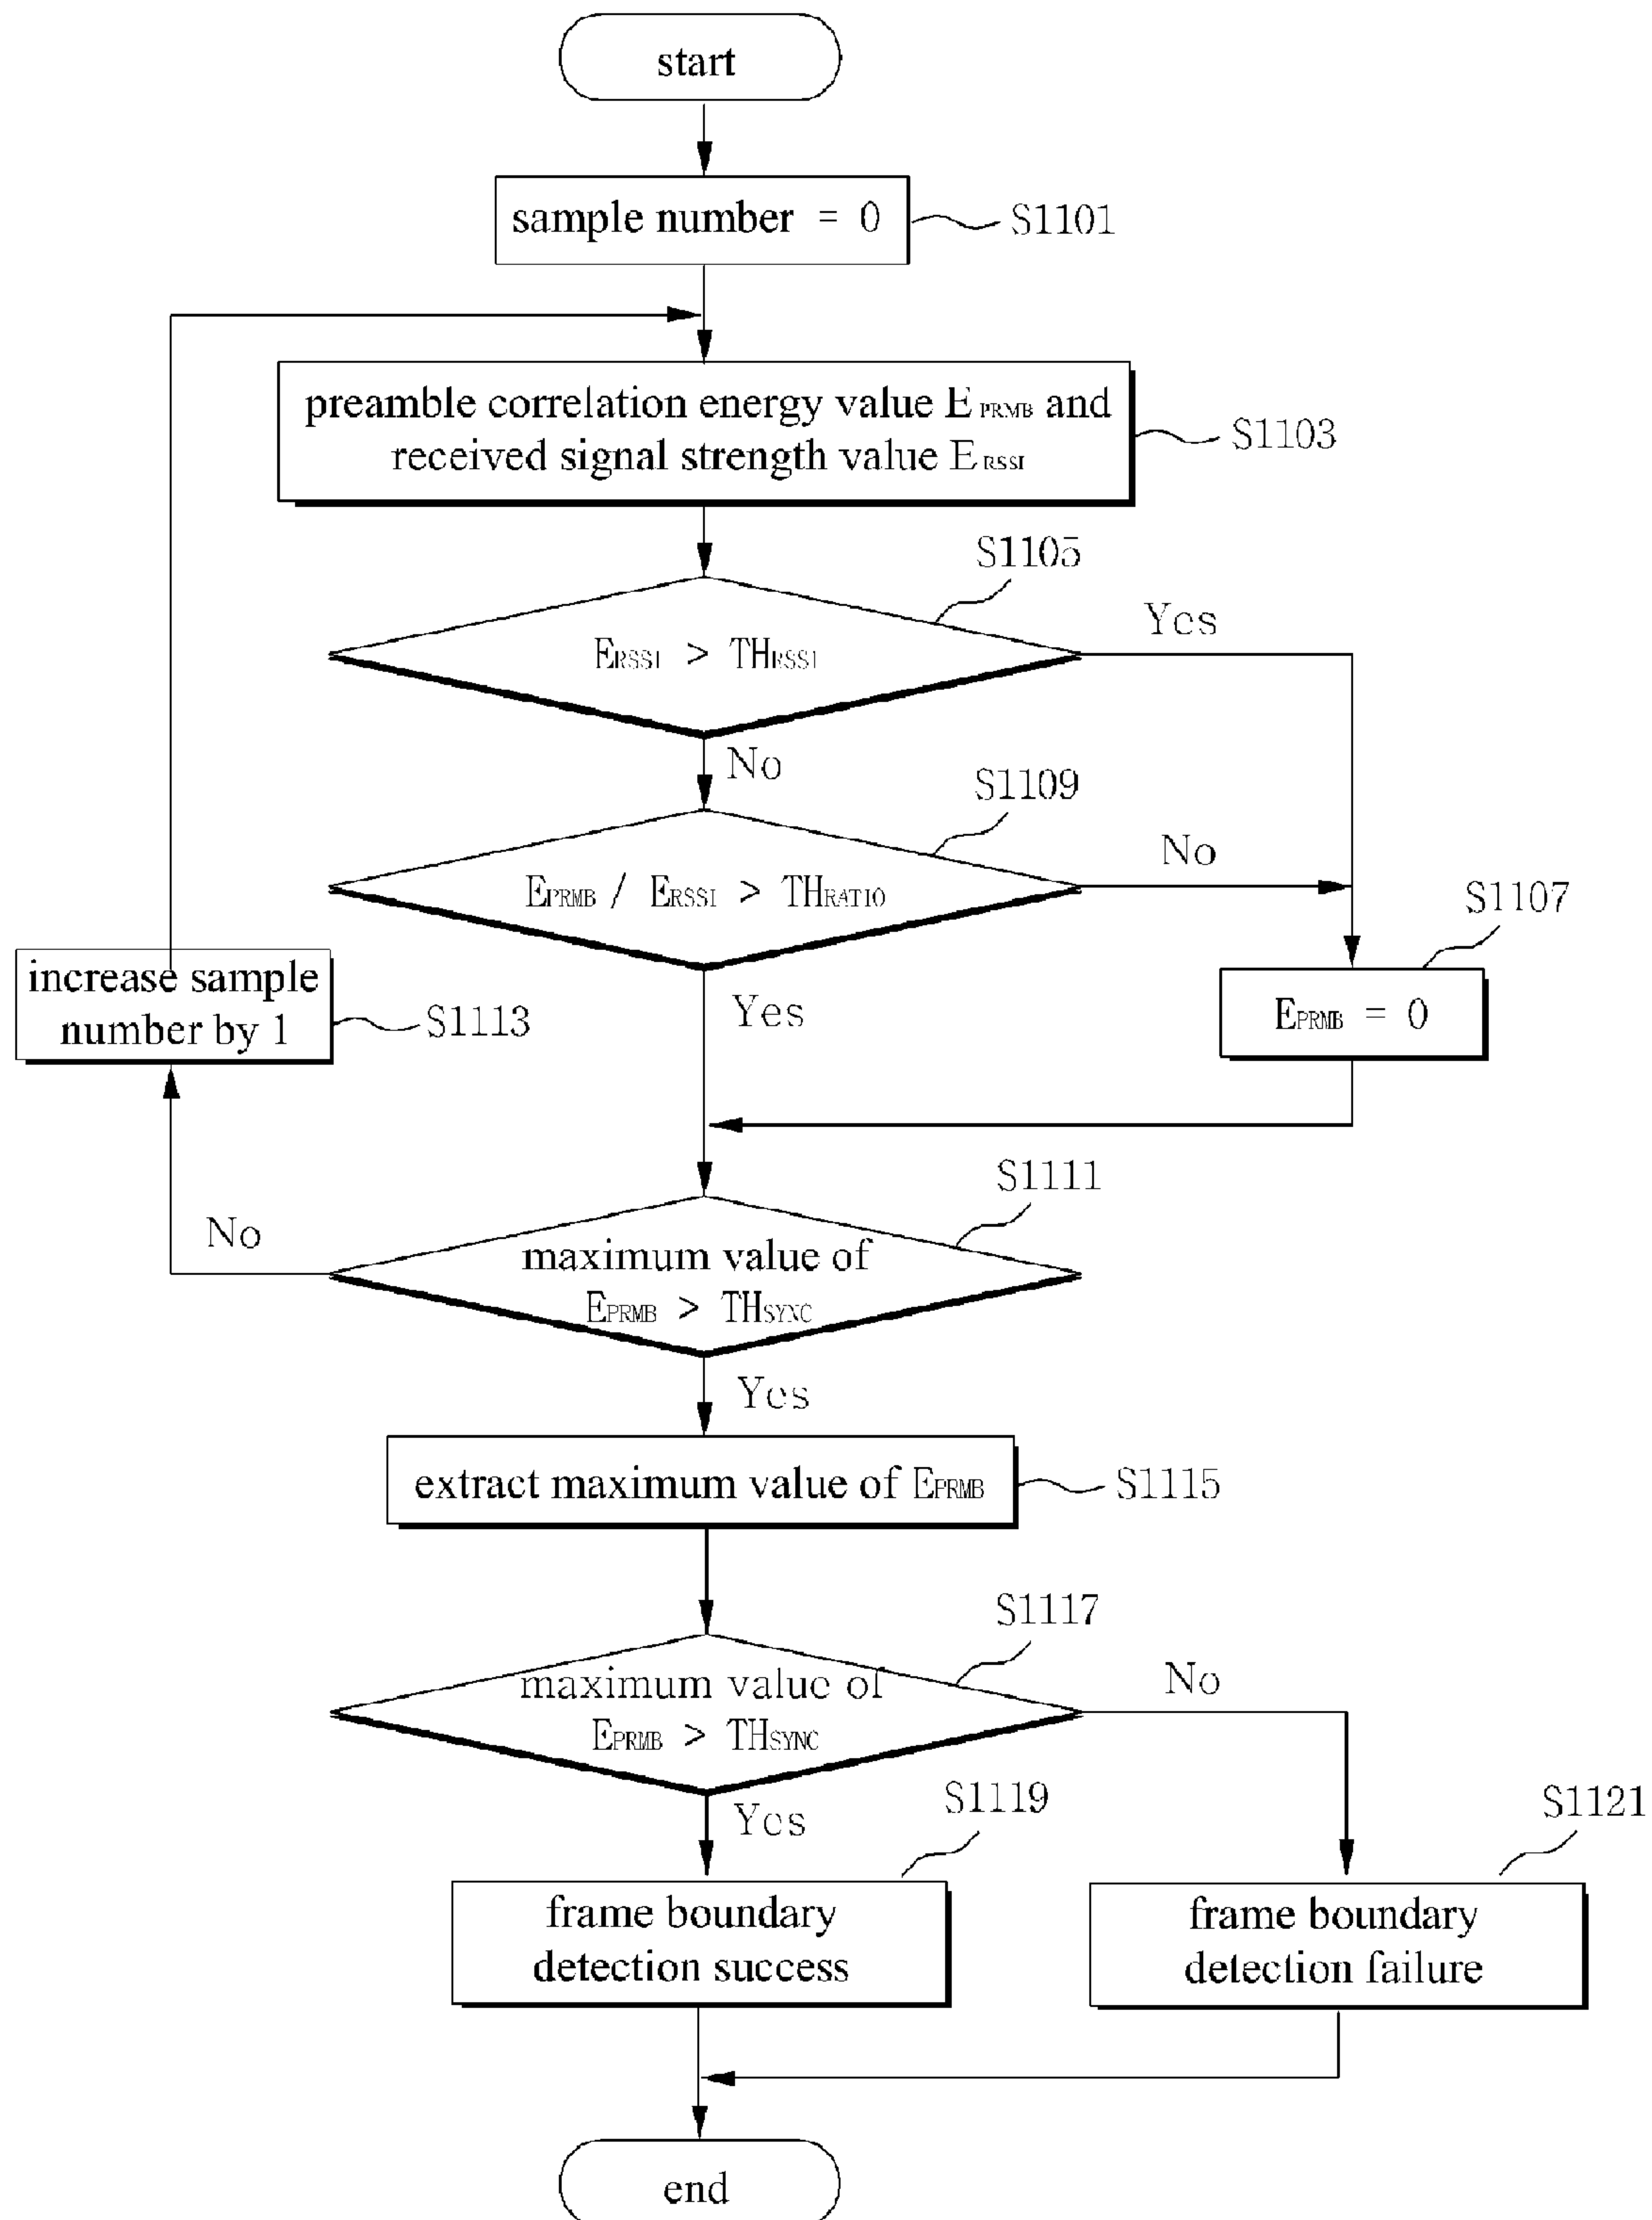 start
sample number = 0
S1101
preamble correlation energy value E PRMB and
received signal strength value E RSSI
S1103
S1105
ERSSI > THRSSI
Yes
No
S1109
EPRMB / ERSSI > THRATIO
No
S1107
increase sample
number by 1
S1113
Yes
EPRMB = 0
S1111
No
maximum value of
EPRMB > THSYNC
Yes
extract maximum value of EPRMB
S1115
S1117
maximum value of
EPRMB > THSYNC
No
Yes
S1119
S1121
frame boundary
detection success
frame boundary
detection failure
end